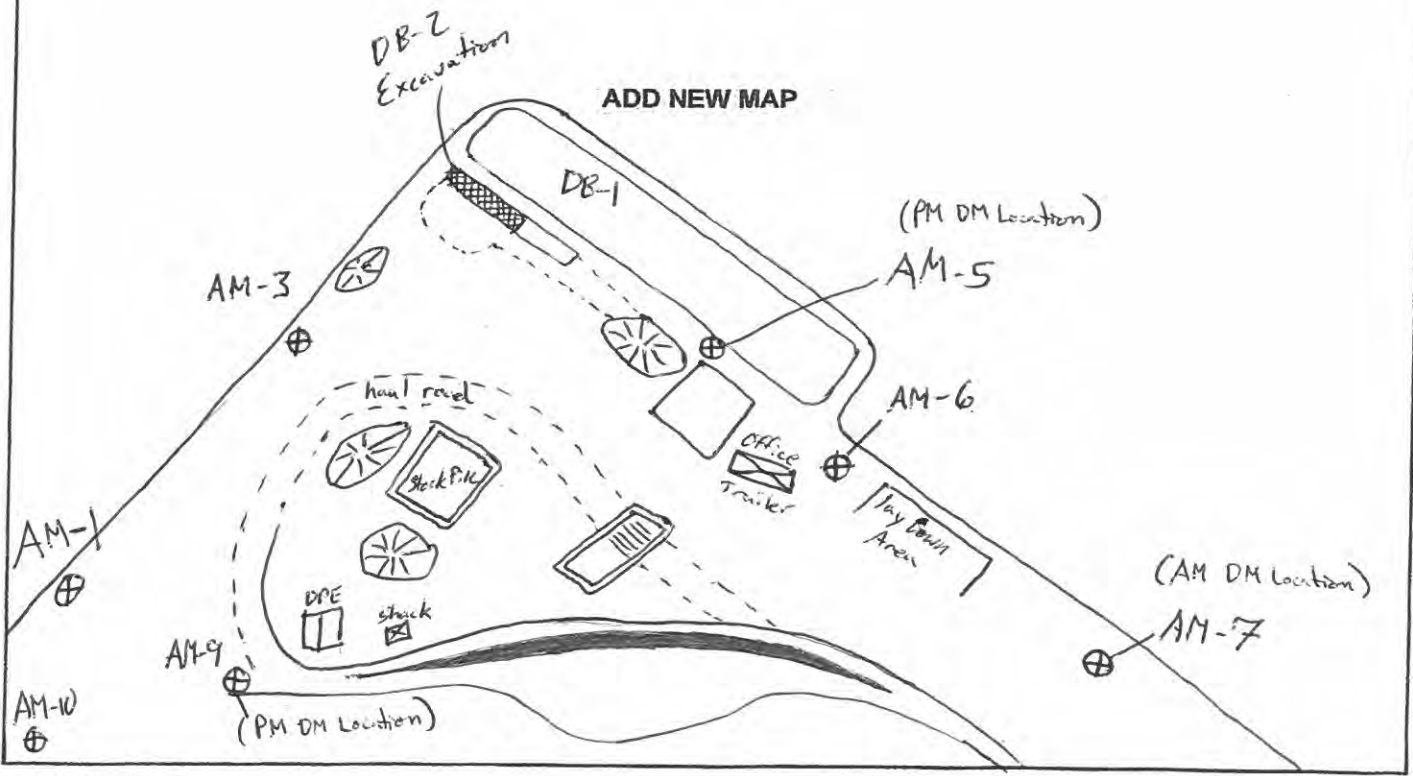 DB-2
Excavation
ADD NEW MAP
DB-1
(PM DM Location)
AM-5
AM-3
haul road
AM-6
Stock Pile
Office
Trailer
Lay Down
Area
AM-1
(AM DM Location)
AM-7
shack
AM-9
AM-10
(PM DM Location)